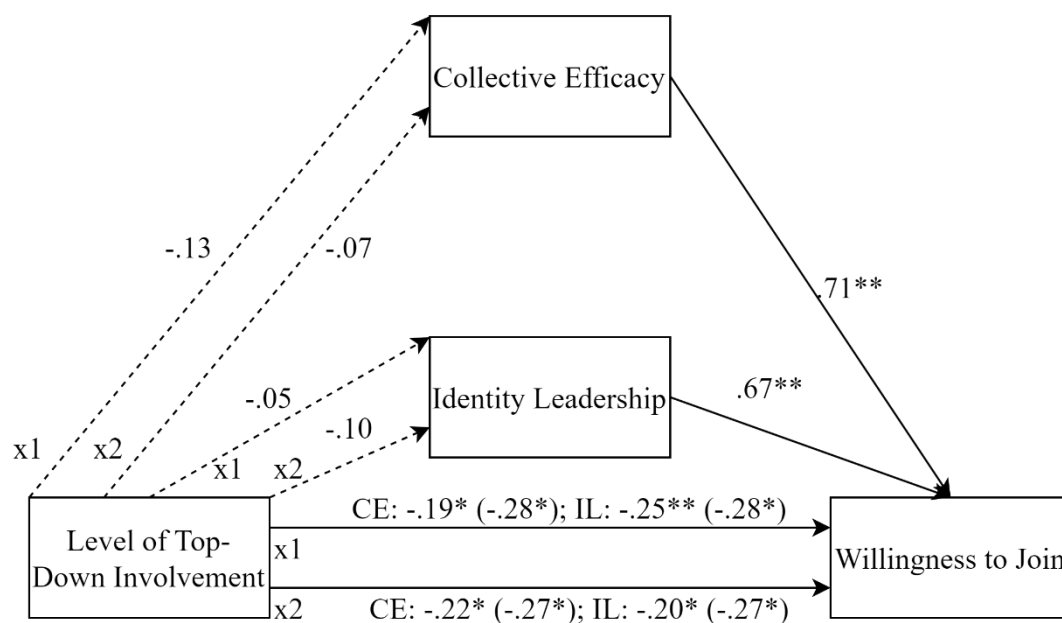 Collective Efficacy
-.13
-.07
.71**
-.05
Identity Leadership
.67**
-.10
x1
x2
x1
x2
CE: -.19* (-.28*); IL: -.25** (-.28*)
Level of Top-
Down Involvement
x1
Willingness to Join
x2
CE: -.22* (-.27*); IL: -.20* (-.27*)